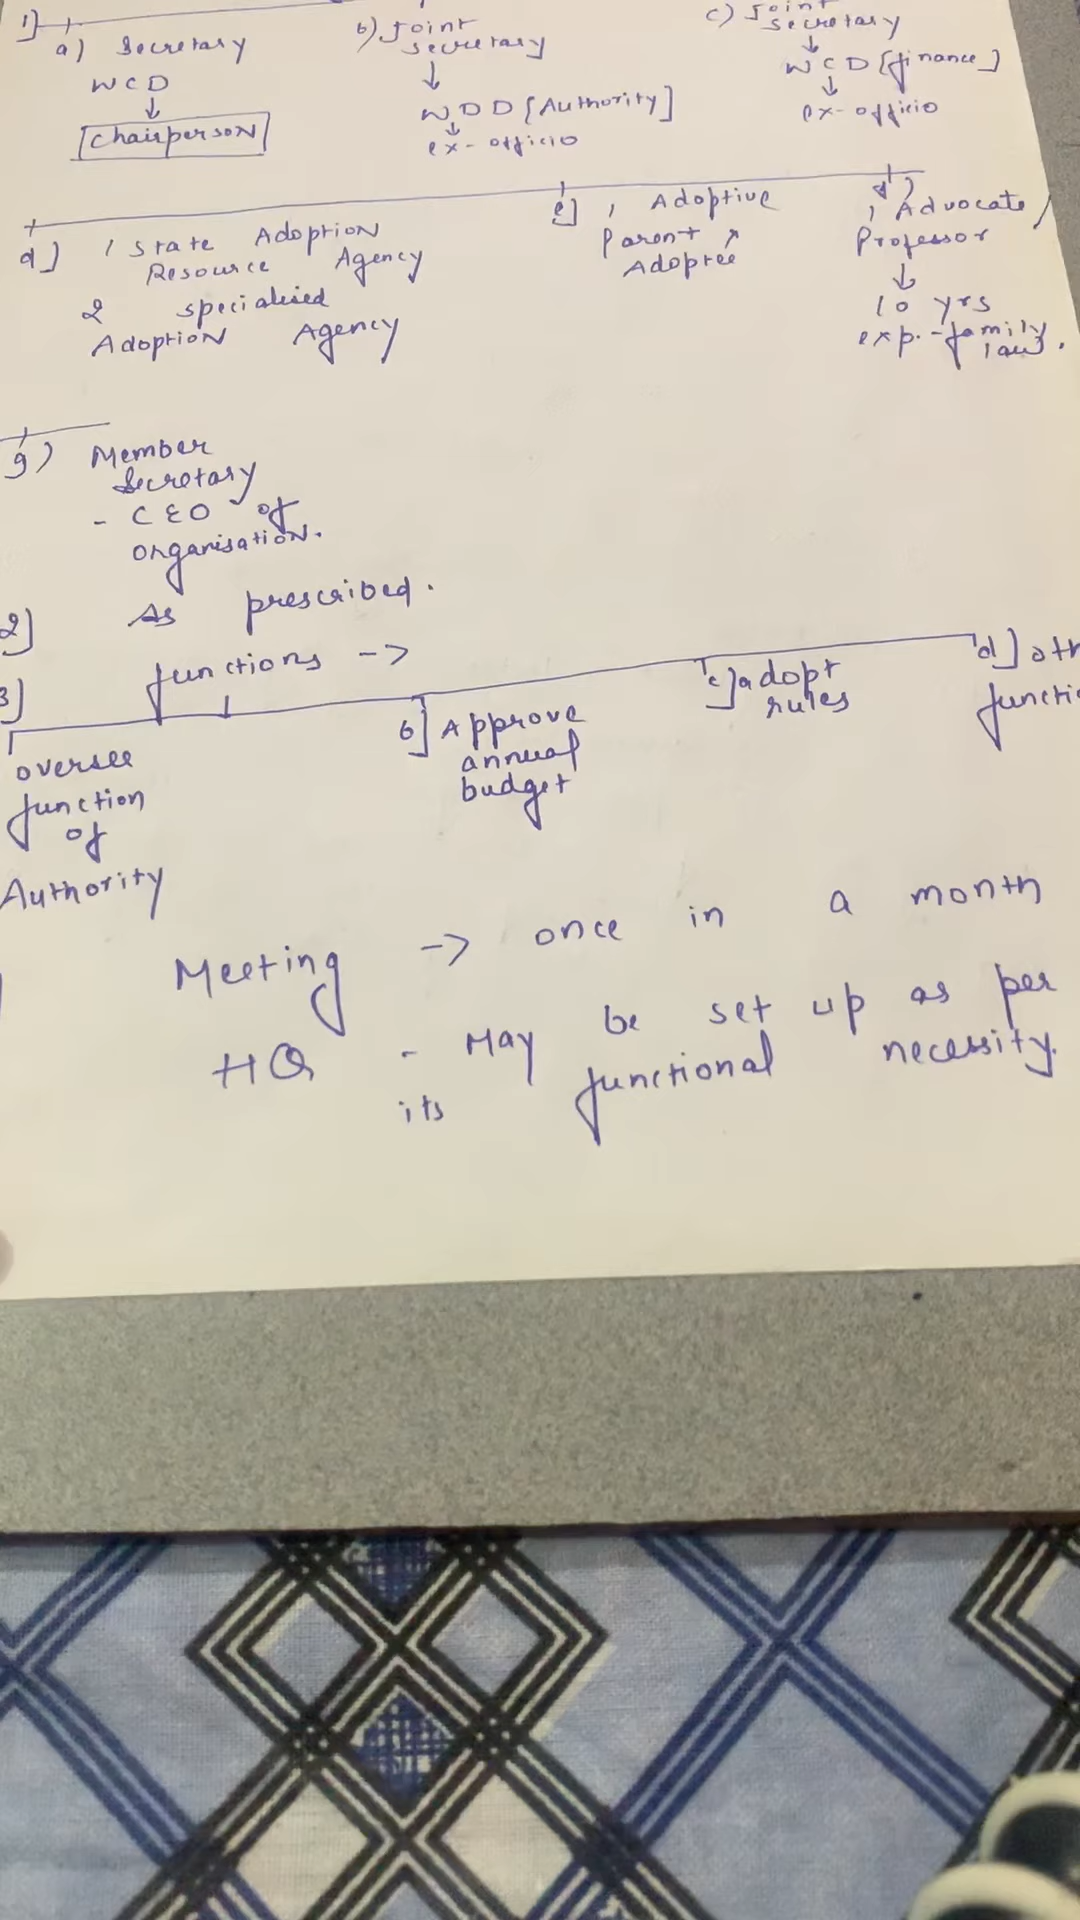 1]
a) Secretary
WCD
↓
[Chairperson]
b) Joint
secretary
↓
WDD [Authority]
↓
ex-officio
c) Joint
secretary
↓
WCD [finance]
↓
ex-officio
d] 1 State Adoption
Resource Agency
2 specialised
Adoption Agency
e] 1 Adoptive
Parent
Adoptee
1 Advocate/
Professor
↓
10 yrs
exp. - family
law.
g) Member
Secretary
- CEO of
organisation.
2] As prescribed.
3] functions ->
oversee
function
of
Authority
b] Approve
annual
budget
c] adopt
rules
d] oth
functio
Meeting -> once in a month
HQ - May be set up as per
its functional necessity.